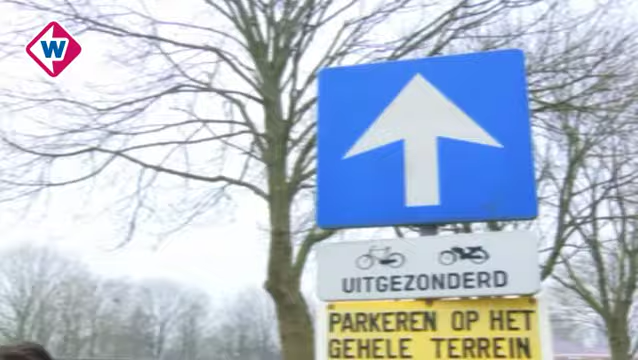 W
UITGEZONDERD
PARKEREN OP HET
GEHELE TERREIN